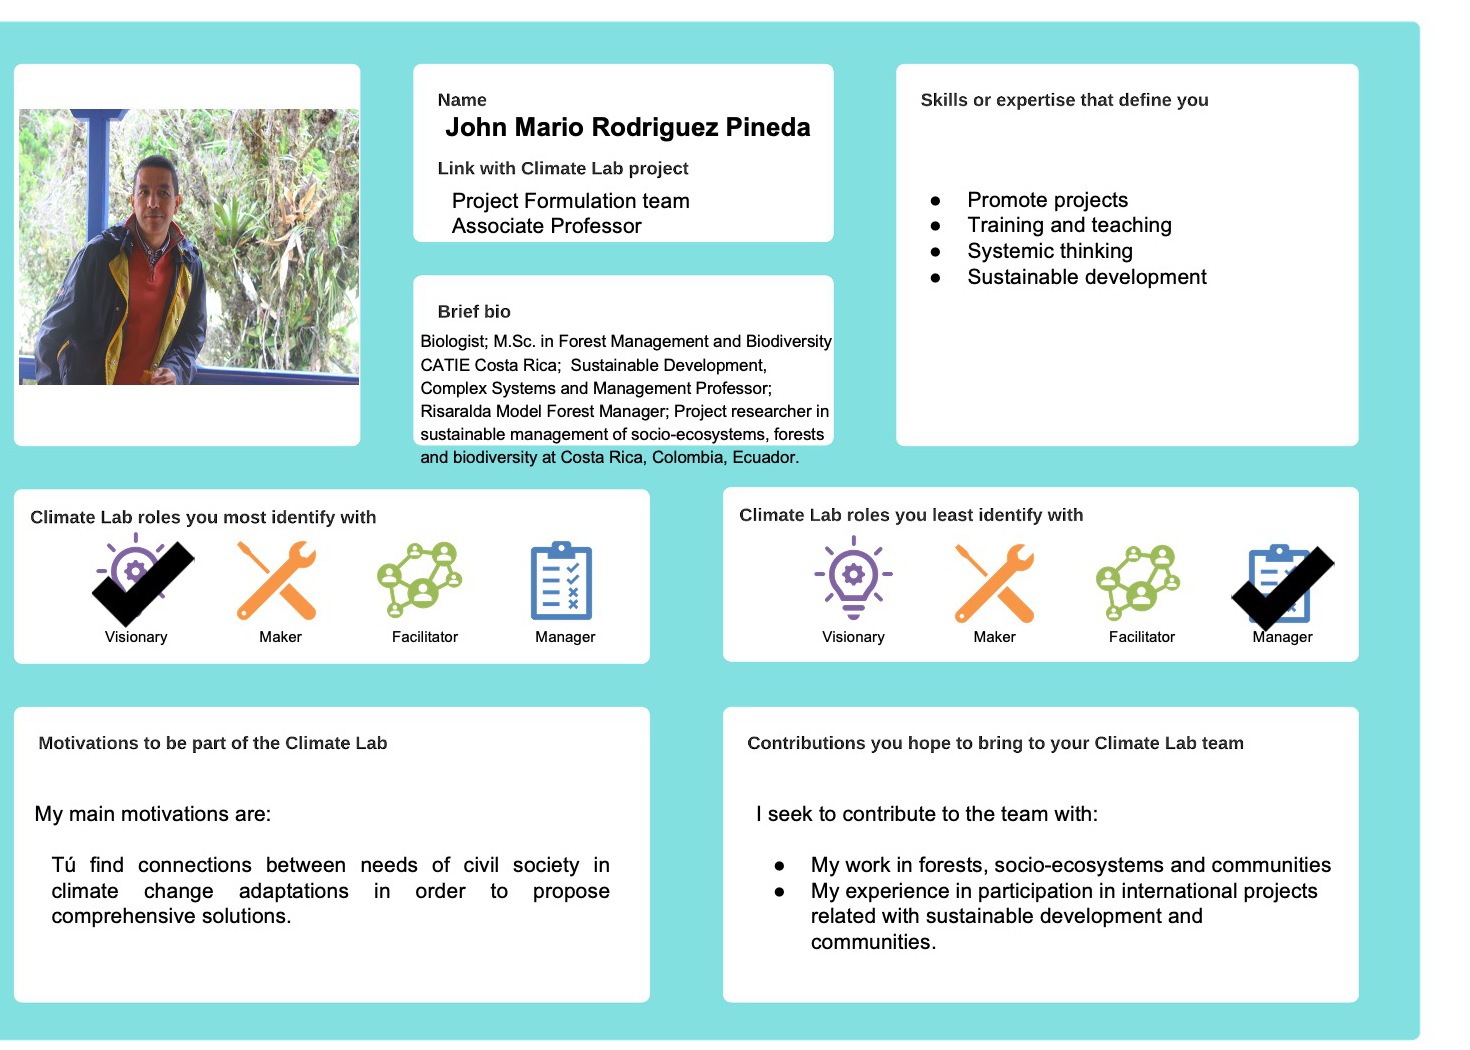 Name
John Mario Rodriguez Pineda
Link with Climate Lab project
Project Formulation team
Associate Professor
Skills or expertise that define you
● Promote projects
● Training and teaching
● Systemic thinking
● Sustainable development
Brief bio
Biologist; M.Sc. in Forest Management and Biodiversity
CATIE Costa Rica; Sustainable Development,
Complex Systems and Management Professor;
Risaralda Model Forest Manager; Project researcher in
sustainable management of socio-ecosystems, forests
and biodiversity at Costa Rica, Colombia, Ecuador.
Climate Lab roles you most identify with
Visionary Maker Facilitator Manager
Climate Lab roles you least identify with
Visionary Maker Facilitator Manager
Motivations to be part of the Climate Lab
My main motivations are:
Tú find connections between needs of civil society in
climate change adaptations in order to propose
comprehensive solutions.
Contributions you hope to bring to your Climate Lab team
I seek to contribute to the team with:
● My work in forests, socio-ecosystems and communities
● My experience in participation in international projects
related with sustainable development and
communities.